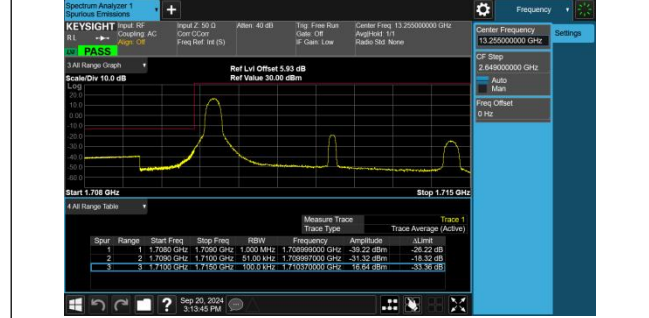 Spectrum Analyzer 1
Spurious Emissions
+
Frequency
KEYSIGHT Input: RF
R L
Coupling: AC
Align: Off
Input Z: 50 Ω
Corr CCorr
Freq Ref: Int (S)
Atten: 40 dB
Trig: Free Run
Gate: Off
IF Gain: Low
Center Freq: 13.255000000 GHz
Avg|Hold: 1/1
Radio Std: None
PASS
Center Frequency
13.255000000 GHz
Settings
CF Step
2.649000000 GHz
Auto
Man
Freq Offset
0 Hz
3 All Range Graph
Scale/Div 10.0 dB
Ref Lvl Offset 5.93 dB
Ref Value 30.00 dBm
Log
20.0
10.0
0.00
-10.0
-20.0
-30.0
-40.0
-50.0
-60.0
Start 1.708 GHz
Stop 1.715 GHz
4 All Range Table
Measure Trace Trace 1
Trace Type Trace Average (Active)
Spur Range Start Freq Stop Freq RBW Frequency Amplitude ΔLimit
1 1 1.7080 GHz 1.7090 GHz 1.000 MHz 1.708999000 GHz -39.22 dBm -26.22 dB
2 2 1.7090 GHz 1.7100 GHz 51.00 kHz 1.709997000 GHz -31.32 dBm -18.32 dB
3 3 1.7100 GHz 1.7150 GHz 100.0 kHz 1.710370000 GHz 16.64 dBm -33.36 dB
?
Sep 20, 2024
3:13:45 PM